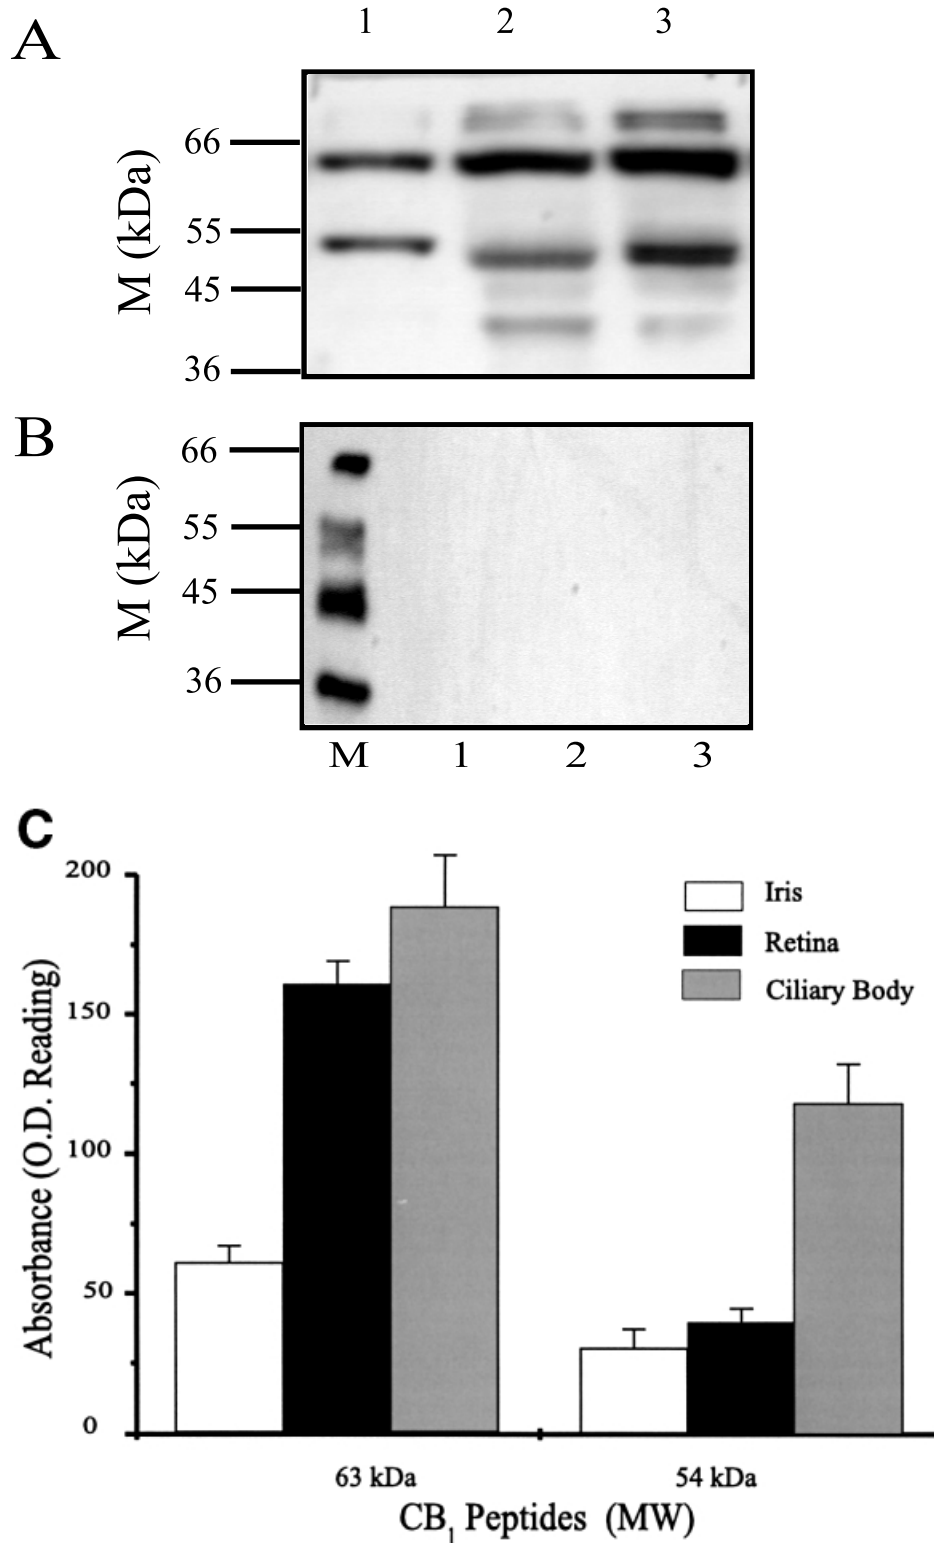 A
1 2 3
66
55
45
36
M (kDa)
B
66
55
45
36
M (kDa)
M 1 2 3
C
200
150
100
50
0
Absorbance (O.D. Reading)
Iris
Retina
Ciliary Body
63 kDa 54 kDa
CB1 Peptides (MW)